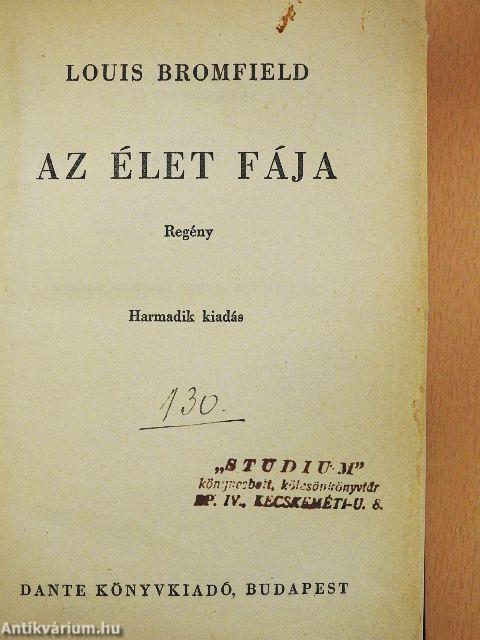 LOUIS BROMFIELD
AZ ÉLET FÁJA
Regény
Harmadik kiadás
130.
„STUDIUM”
könyvesbolt, kölcsönkönyvtár
BP. IV., KECSKEMÉTI-U. 8.
DANTE KÖNYVKIADÓ, BUDAPEST
Antikvárium.hu